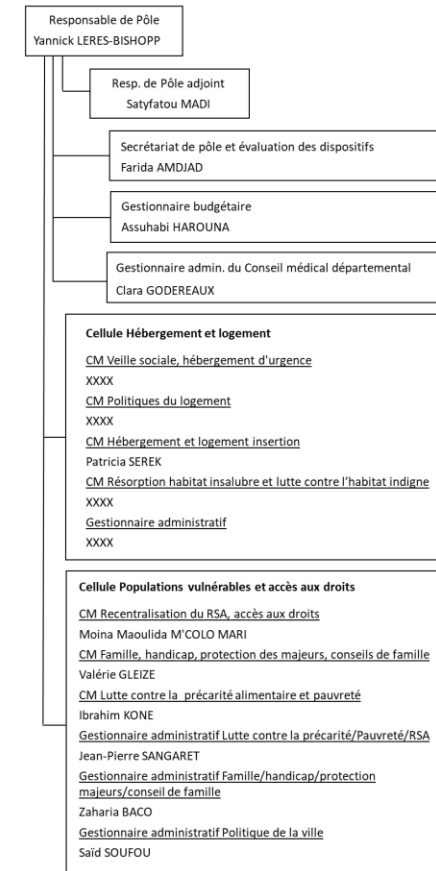 Responsable de Pôle
Yannick LERES-BISHOPP
Resp. de Pôle adjoint
Satyfatou MADI
Secrétariat de pôle et évaluation des dispositifs
Farida AMDJAD
Gestionnaire budgétaire
Assuhabi HAROUNA
Gestionnaire admin. du Conseil médical départemental
Clara GODEREAUX
Cellule Hébergement et logement
CM Veille sociale, hébergement d'urgence
XXXX
CM Politiques du logement
XXXX
CM Hébergement et logement insertion
Patricia SEREK
CM Résorption habitat insalubre et lutte contre l'habitat indigne
XXXX
Gestionnaire administratif
XXXX
Cellule Populations vulnérables et accès aux droits
CM Recentralisation du RSA, accès aux droits
Moina Maoulida M'COLO MARI
CM Famille, handicap, protection des majeurs, conseils de famille
Valérie GLEIZE
CM Lutte contre la précarité alimentaire et pauvreté
Ibrahim KONE
Gestionnaire administratif Lutte contre la précarité/Pauvreté/RSA
Jean-Pierre SANGARET
Gestionnaire administratif Famille/handicap/protection
majeurs/conseil de famille
Zaharia BACO
Gestionnaire administratif Politique de la ville
Saïd SOUFOU